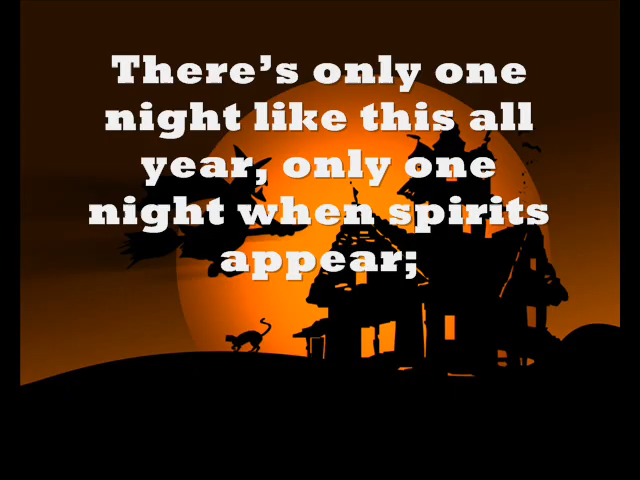 There’s only one
night like this all
year, only one
night when spirits
appear;